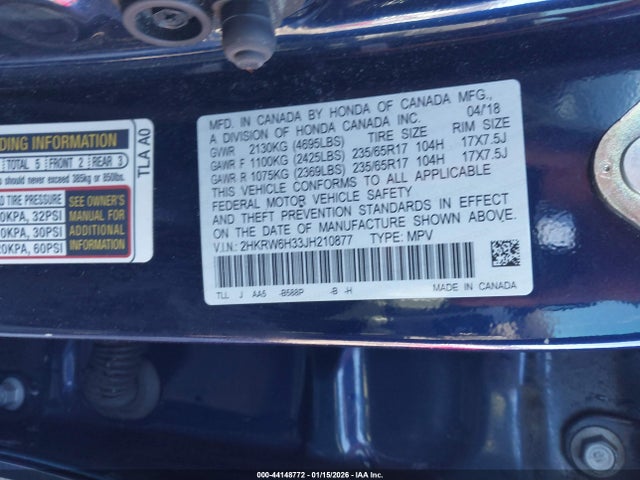 DING INFORMATION
TOTAL 5 FRONT 2 REAR 3
s should never exceed 385kg or 850lbs.
D TIRE PRESSURE
0KPA, 32PSI
0KPA, 30PSI
20KPA, 60PSI
SEE OWNER'S
MANUAL FOR
ADDITIONAL
INFORMATION
TLA A0
MFD. IN CANADA BY HONDA OF CANADA MFG.,
A DIVISION OF HONDA CANADA INC. 04/18
GVWR 2130KG (4695LBS) TIRE SIZE RIM SIZE
GAWR F 1100KG (2425LBS) 235/65R17 104H 17X7.5J
GAWR R 1075KG (2369LBS) 235/65R17 104H 17X7.5J
THIS VEHICLE CONFORMS TO ALL APPLICABLE
FEDERAL MOTOR VEHICLE SAFETY
AND THEFT PREVENTION STANDARDS IN EFFECT
ON THE DATE OF MANUFACTURE SHOWN ABOVE.
V.I.N.: 2HKRW6H33JH210877 TYPE: MPV
TLL J AA5 -B588P -B -H MADE IN CANADA
000-44148772 - 01/15/2026 - IAA Canada